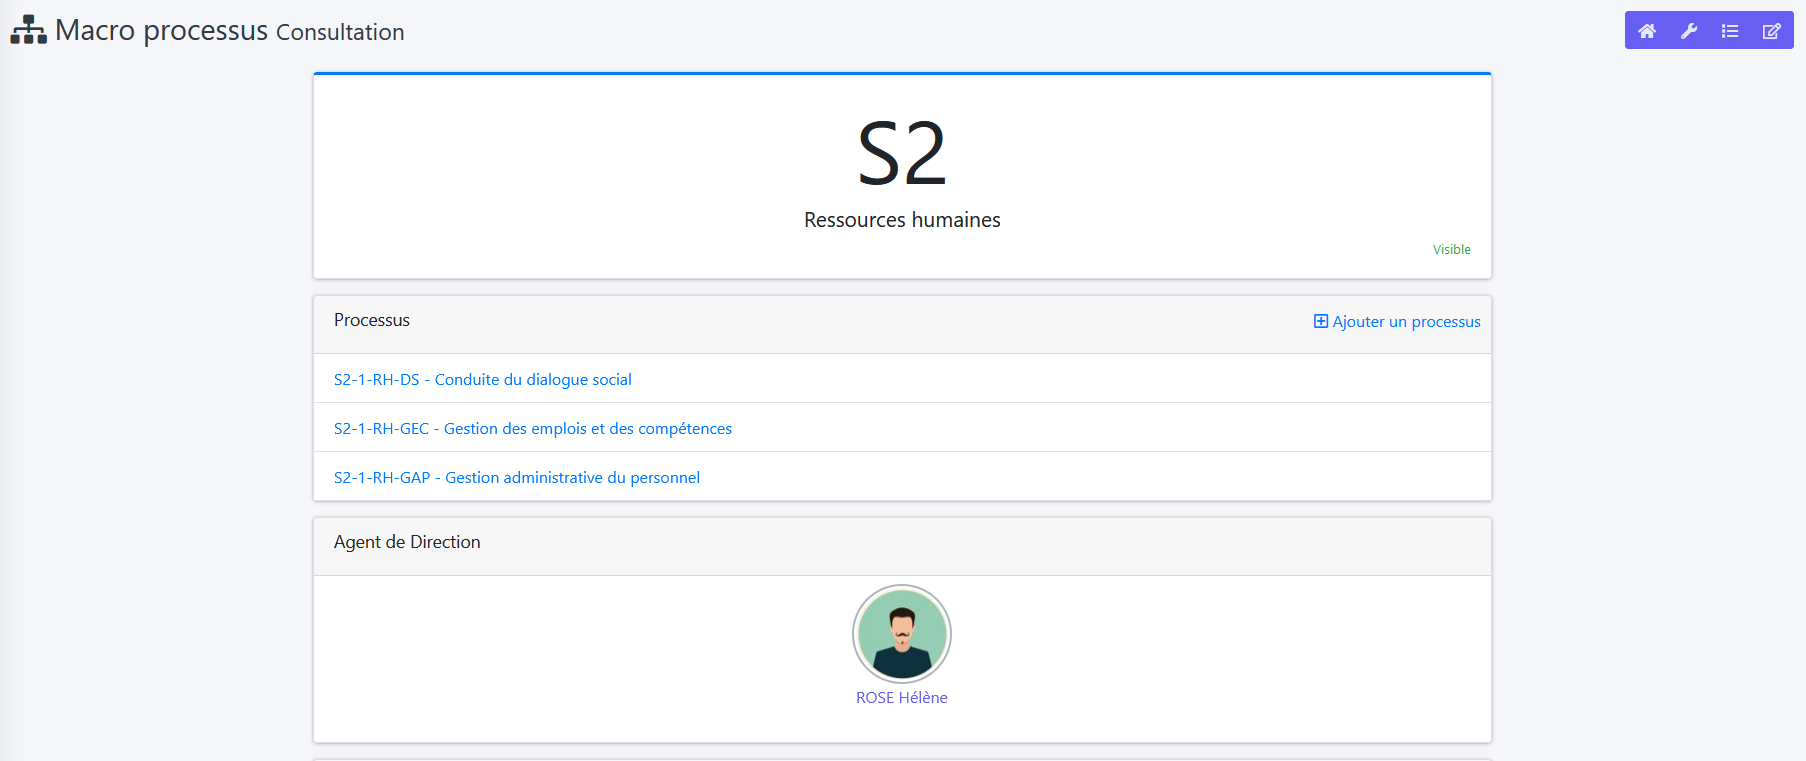 Macro processus Consultation
S2
Ressources humaines
Visible
Processus
Ajouter un processus
S2-1-RH-DS - Conduite du dialogue social
S2-1-RH-GEC - Gestion des emplois et des compétences
S2-1-RH-GAP - Gestion administrative du personnel
Agent de Direction
ROSE Hélène